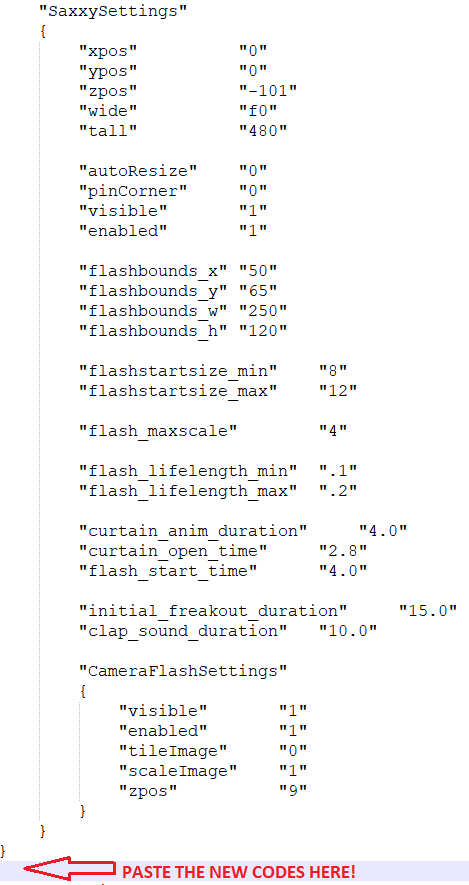 "SaxxySettings"
{
"xpos" "0"
"ypos" "0"
"zpos" "-101"
"wide" "f0"
"tall" "480"
"autoResize" "0"
"pinCorner" "0"
"visible" "1"
"enabled" "1"
"flashbounds_x" "50"
"flashbounds_y" "65"
"flashbounds_w" "250"
"flashbounds_h" "120"
"flashstartsize_min" "8"
"flashstartsize_max" "12"
"flash_maxscale" "4"
"flash_lifelength_min" ".1"
"flash_lifelength_max" ".2"
"curtain_anim_duration" "4.0"
"curtain_open_time" "2.8"
"flash_start_time" "4.0"
"initial_freakout_duration" "15.0"
"clap_sound_duration" "10.0"
"CameraFlashSettings"
{
"visible" "1"
"enabled" "1"
"tileImage" "0"
"scaleImage" "1"
"zpos" "9"
}
}
}
PASTE THE NEW CODES HERE!